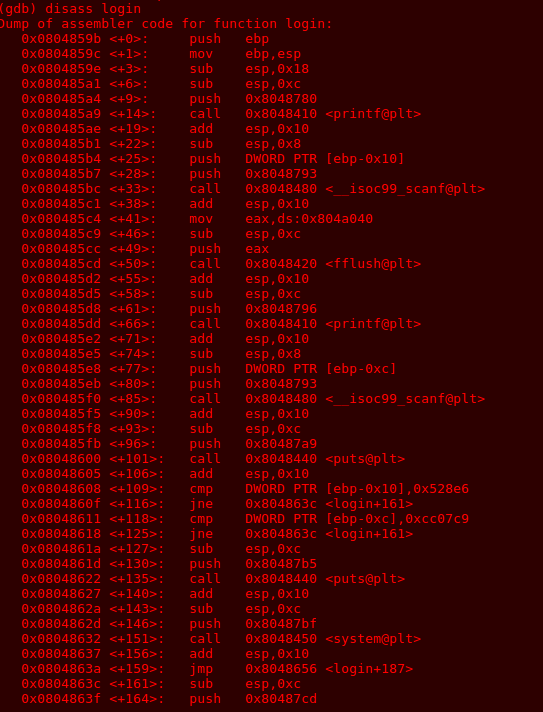 (gdb) disass login
Dump of assembler code for function login:
0x0804859b <+0>: push ebp
0x0804859c <+1>: mov ebp,esp
0x0804859e <+3>: sub esp,0x18
0x080485a1 <+6>: sub esp,0xc
0x080485a4 <+9>: push 0x8048780
0x080485a9 <+14>: call 0x8048410 <printf@plt>
0x080485ae <+19>: add esp,0x10
0x080485b1 <+22>: sub esp,0x8
0x080485b4 <+25>: push DWORD PTR [ebp-0x10]
0x080485b7 <+28>: push 0x8048793
0x080485bc <+33>: call 0x8048480 <__isoc99_scanf@plt>
0x080485c1 <+38>: add esp,0x10
0x080485c4 <+41>: mov eax,ds:0x804a040
0x080485c9 <+46>: sub esp,0xc
0x080485cc <+49>: push eax
0x080485cd <+50>: call 0x8048420 <fflush@plt>
0x080485d2 <+55>: add esp,0x10
0x080485d5 <+58>: sub esp,0xc
0x080485d8 <+61>: push 0x8048796
0x080485dd <+66>: call 0x8048410 <printf@plt>
0x080485e2 <+71>: add esp,0x10
0x080485e5 <+74>: sub esp,0x8
0x080485e8 <+77>: push DWORD PTR [ebp-0xc]
0x080485eb <+80>: push 0x8048793
0x080485f0 <+85>: call 0x8048480 <__isoc99_scanf@plt>
0x080485f5 <+90>: add esp,0x10
0x080485f8 <+93>: sub esp,0xc
0x080485fb <+96>: push 0x80487a9
0x08048600 <+101>: call 0x8048440 <puts@plt>
0x08048605 <+106>: add esp,0x10
0x08048608 <+109>: cmp DWORD PTR [ebp-0x10],0x528e6
0x0804860f <+116>: jne 0x804863c <login+161>
0x08048611 <+118>: cmp DWORD PTR [ebp-0xc],0xcc07c9
0x08048618 <+125>: jne 0x804863c <login+161>
0x0804861a <+127>: sub esp,0xc
0x0804861d <+130>: push 0x80487b5
0x08048622 <+135>: call 0x8048440 <puts@plt>
0x08048627 <+140>: add esp,0x10
0x0804862a <+143>: sub esp,0xc
0x0804862d <+146>: push 0x80487bf
0x08048632 <+151>: call 0x8048450 <system@plt>
0x08048637 <+156>: add esp,0x10
0x0804863a <+159>: jmp 0x8048656 <login+187>
0x0804863c <+161>: sub esp,0xc
0x0804863f <+164>: push 0x80487cd